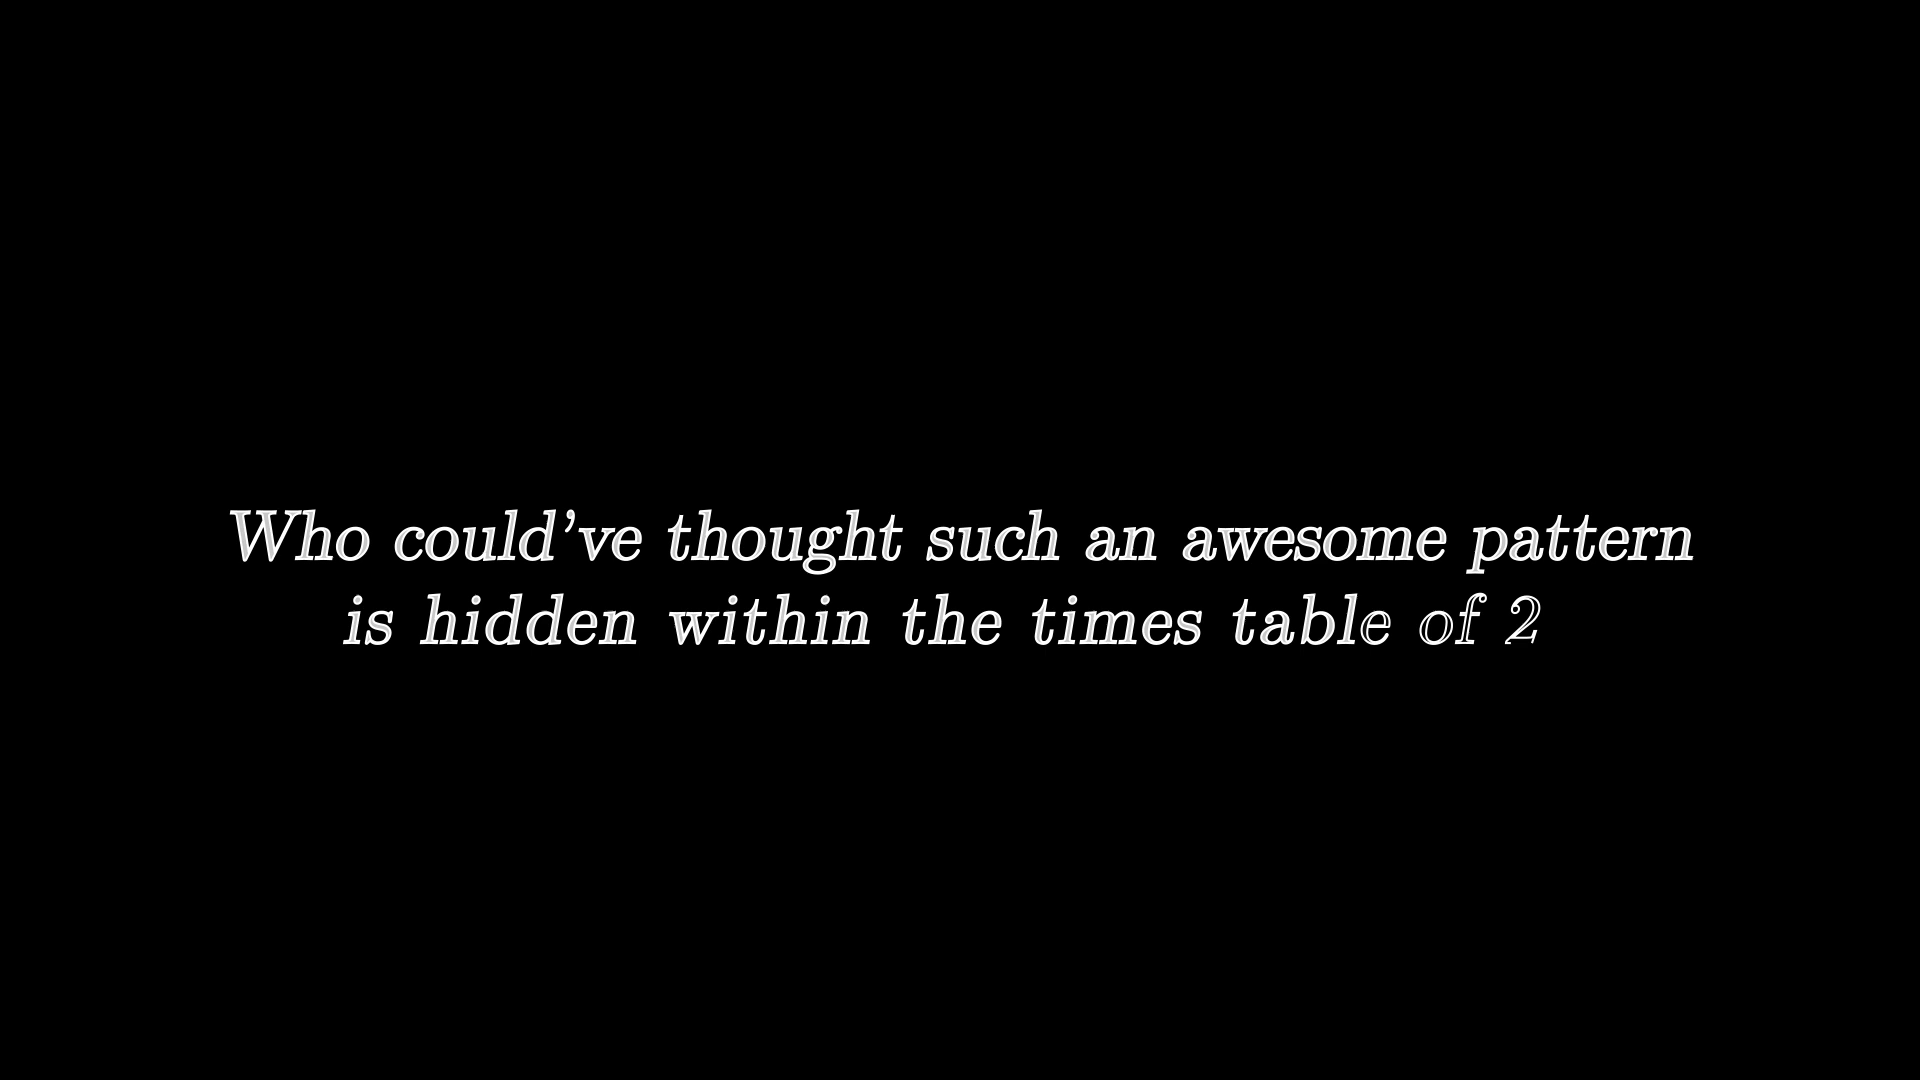 Who could've thought such an awesome pattern
is hidden within the times table of 2